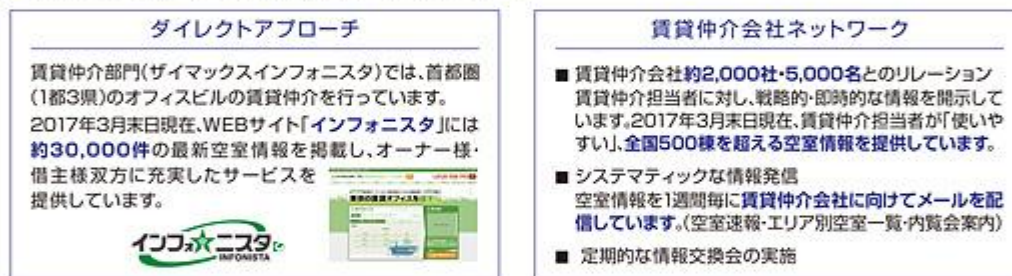 ダイレクトアプローチ
賃貸仲介部門(ザイマックスインフォニスタ)では、首都圏
(1都3県)のオフィスビルの賃貸仲介を行っています。
2017年3月末日現在、WEBサイト「インフォニスタ」には
約30,000件の最新空室情報を掲載し、オーナー様・
借主様双方に充実したサービスを
提供しています。
インフォ☆ニスタ
INFONISTA
賃貸仲介会社ネットワーク
■ 賃貸仲介会社約2,000社・5,000名とのリレーション
賃貸仲介担当者に対し、戦略的・即時的な情報を開示して
います。2017年3月末日現在、賃貸仲介担当者が「使いや
すい」、全国500棟を超える空室情報を提供しています。
■ システマティックな情報発信
空室情報を1週間毎に賃貸仲介会社に向けてメールを配
信しています。(空室速報・エリア別空室一覧・内覧会案内)
■ 定期的な情報交換会の実施